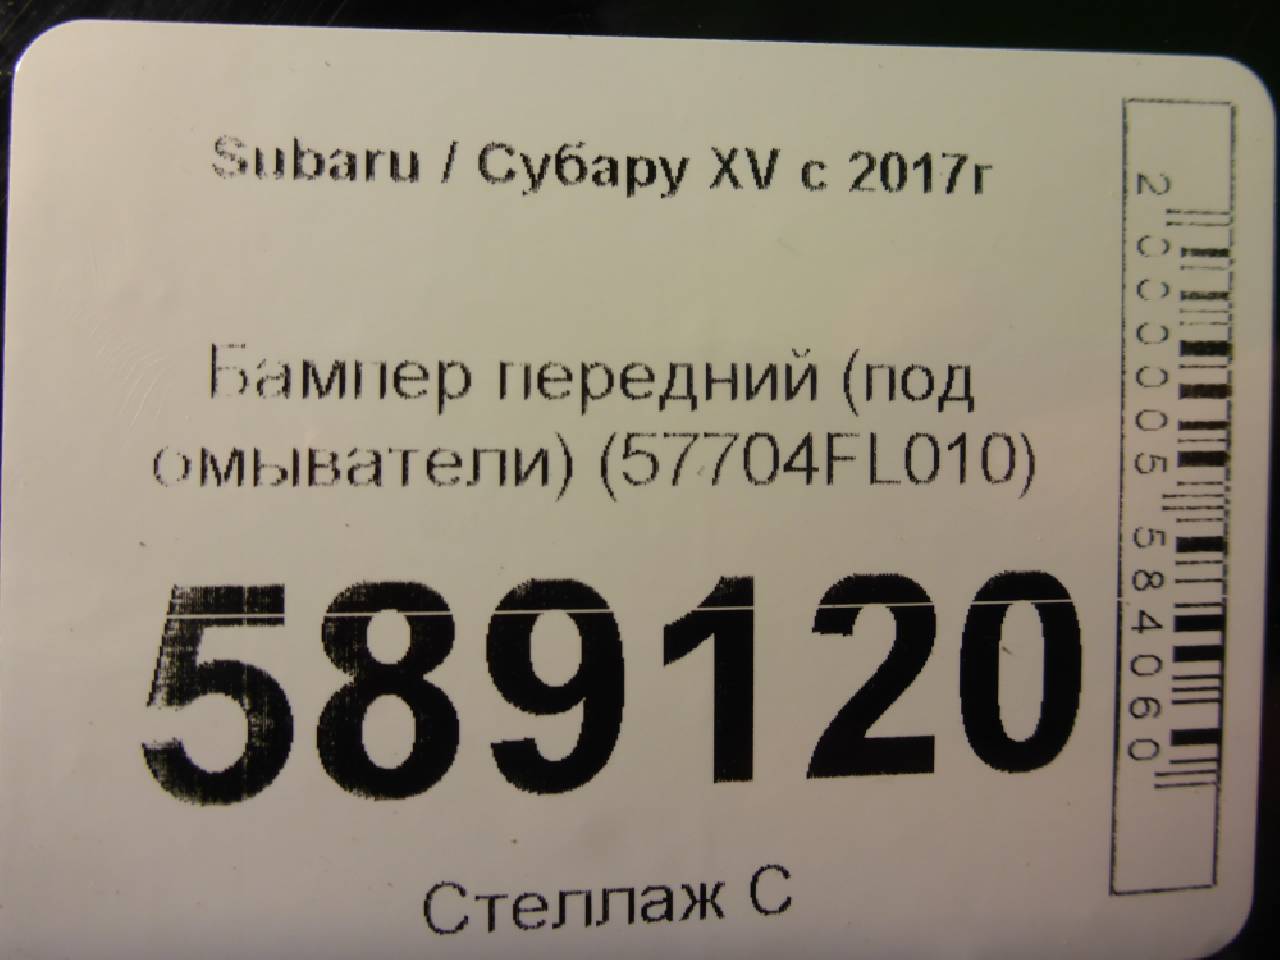 Subaru / Субару XV с 2017г
Бампер передний (под
омыватели) (57704FL010)
589120
Стеллаж С
2000005584060